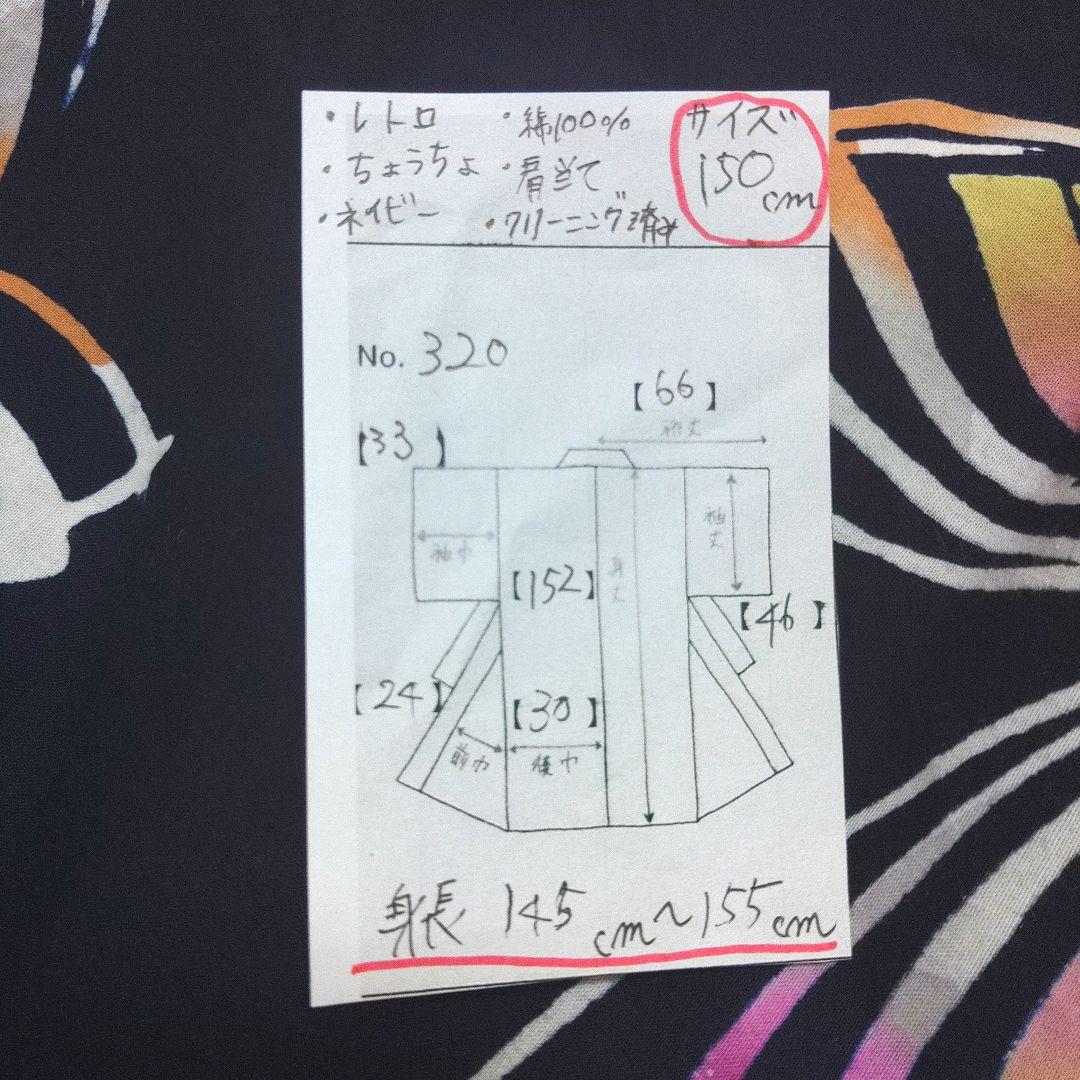 ・レトロ ・綿100%
・ちょうちょ ・肩当て
・ネイビー ・クリーニング済み
サイズ
150cm
No. 320
【66】
裄丈
【33】
袖巾
袖丈
【152】
身丈
【46】
【24】
【30】
前巾
後巾
身長 145cm~155cm